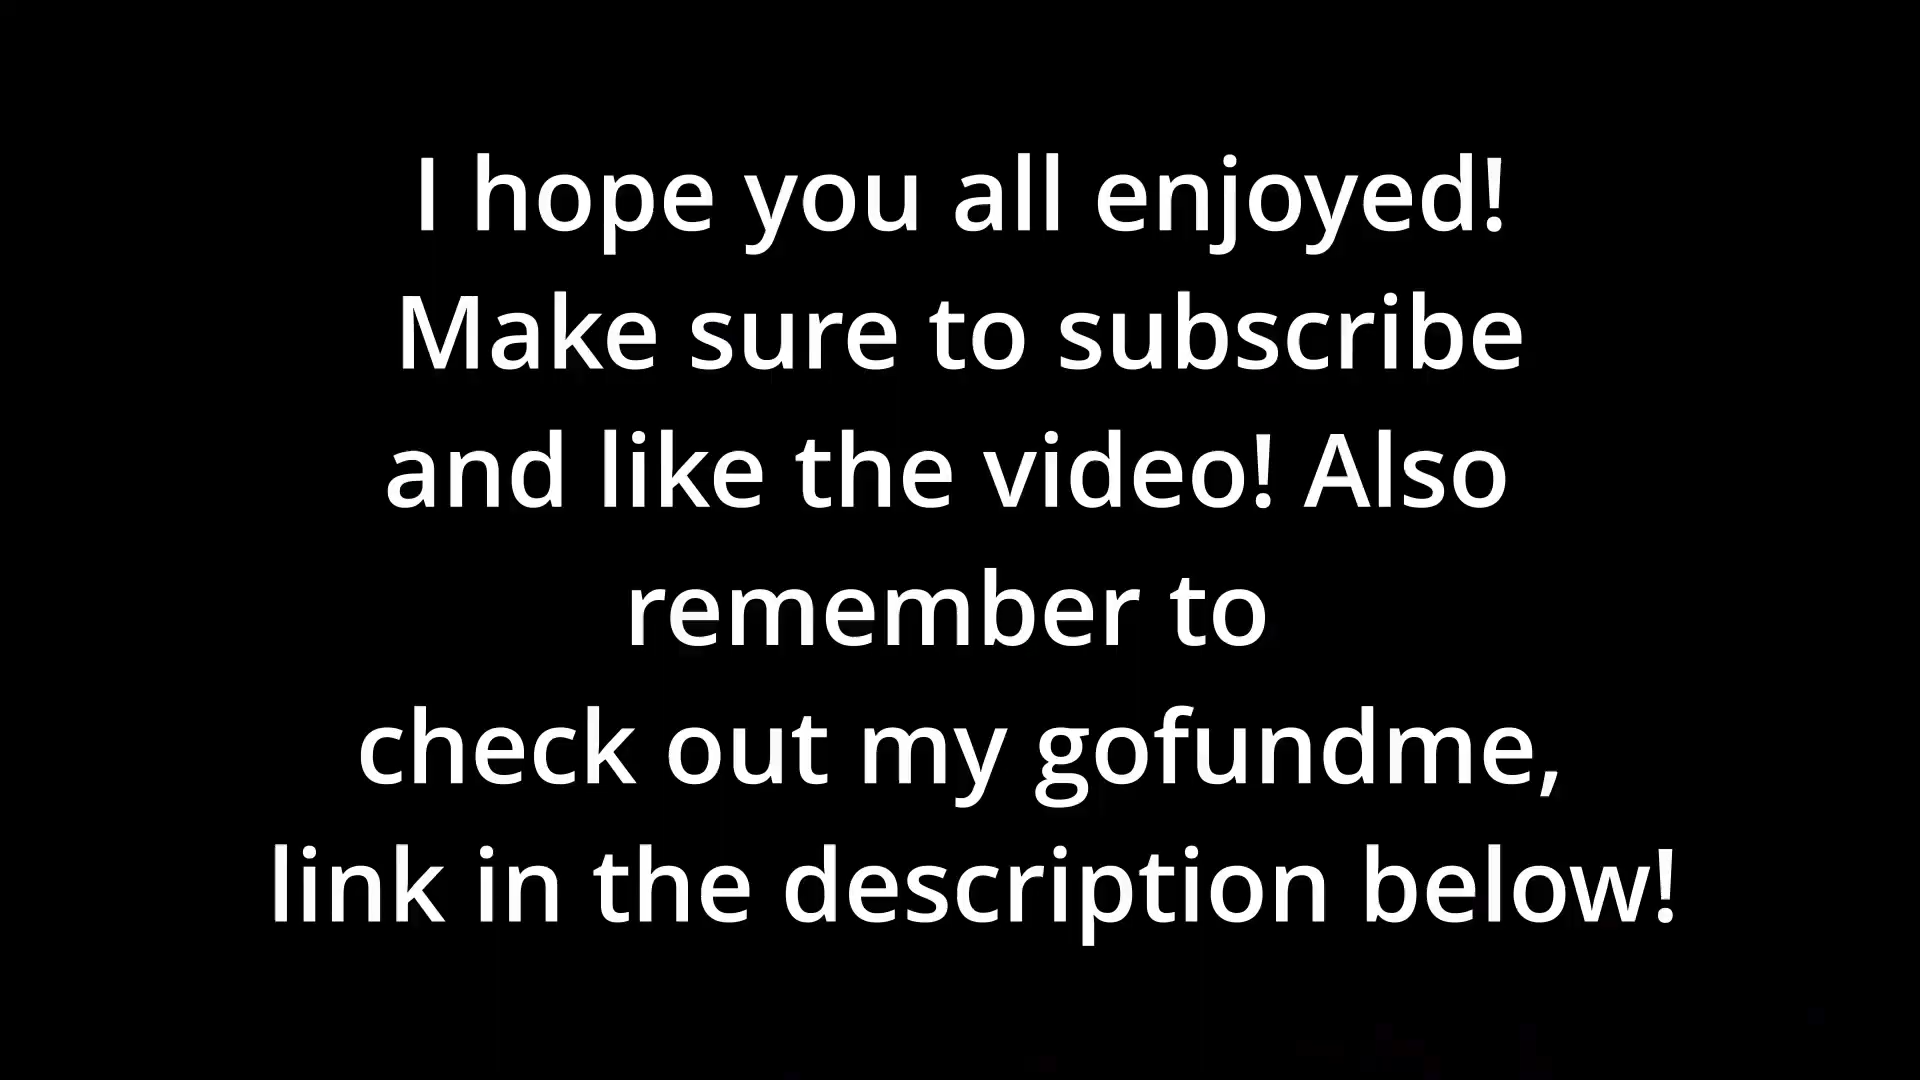 I hope you all enjoyed!
Make sure to subscribe
and like the video! Also
remember to
check out my gofundme,
link in the description below!